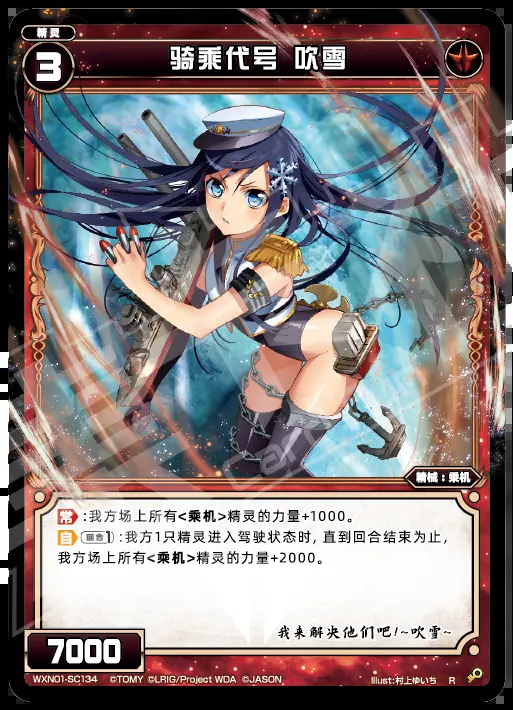 精灵
3
骑乘代号 吹雪
精械：乘机
常:我方场上所有<乘机>精灵的力量+1000。
自 回合1:我方1只精灵进入驾驶状态时，直到回合结束为止，
我方场上所有<乘机>精灵的力量+2000。
我来解决他们吧!~吹雪~
7000
WXN01-SC134 ©TOMY ©LRIG/Project WDA ©JASON
Illust:村上ゆいち R